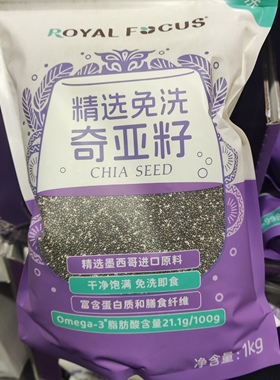 ROYAL FOCUS®
精选免洗
奇亚籽
CHIA SEED
精选墨西哥进口原料
干净饱满 免洗即食
富含蛋白质和膳食纤维
Omega-3*脂肪酸含量21.1g/100g
净含量:1kg